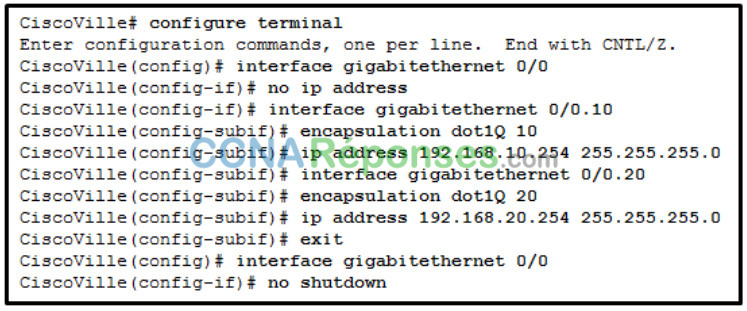 CiscoVille# configure terminal
Enter configuration commands, one per line.  End with CNTL/Z.
CiscoVille(config)# interface gigabitethernet 0/0
CiscoVille(config-if)# no ip address
CiscoVille(config-if)# interface gigabitethernet 0/0.10
CiscoVille(config-subif)# encapsulation dot1Q 10
CiscoVille(config-subif)# ip address 192.168.10.254 255.255.255.0
CCNARéponses.com
CiscoVille(config-subif)# interface gigabitethernet 0/0.20
CiscoVille(config-subif)# encapsulation dot1Q 20
CiscoVille(config-subif)# ip address 192.168.20.254 255.255.255.0
CiscoVille(config-subif)# exit
CiscoVille(config)# interface gigabitethernet 0/0
CiscoVille(config-if)# no shutdown